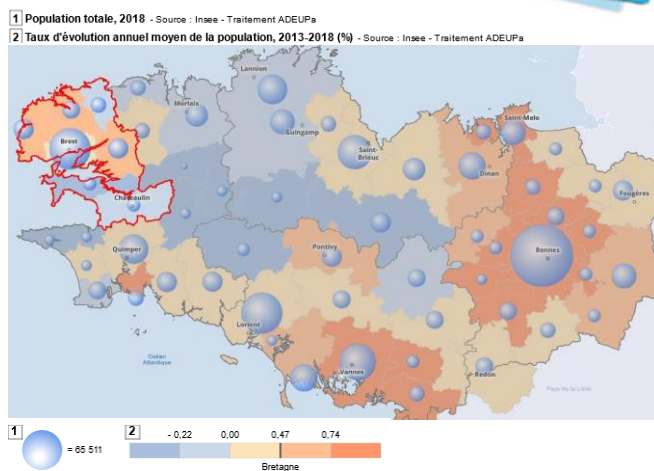 1 Population totale, 2018 - Source : Insee - Traitement ADEUPa
2 Taux d'évolution annuel moyen de la population, 2013-2018 (%) - Source : Insee - Traitement ADEUPa
Lannion
Morlaix
Guingamp
Saint-Malo
Brest
Saint-
Brieuc
Dinan
Fougères
Châteaulin
Quimper
Pontivy
Rennes
Lorient
Océan
Atlantique
Vannes
Redon
Pays de la Loire
1
= 65 511
2
- 0,22 0,00 0,47 0,74
Bretagne